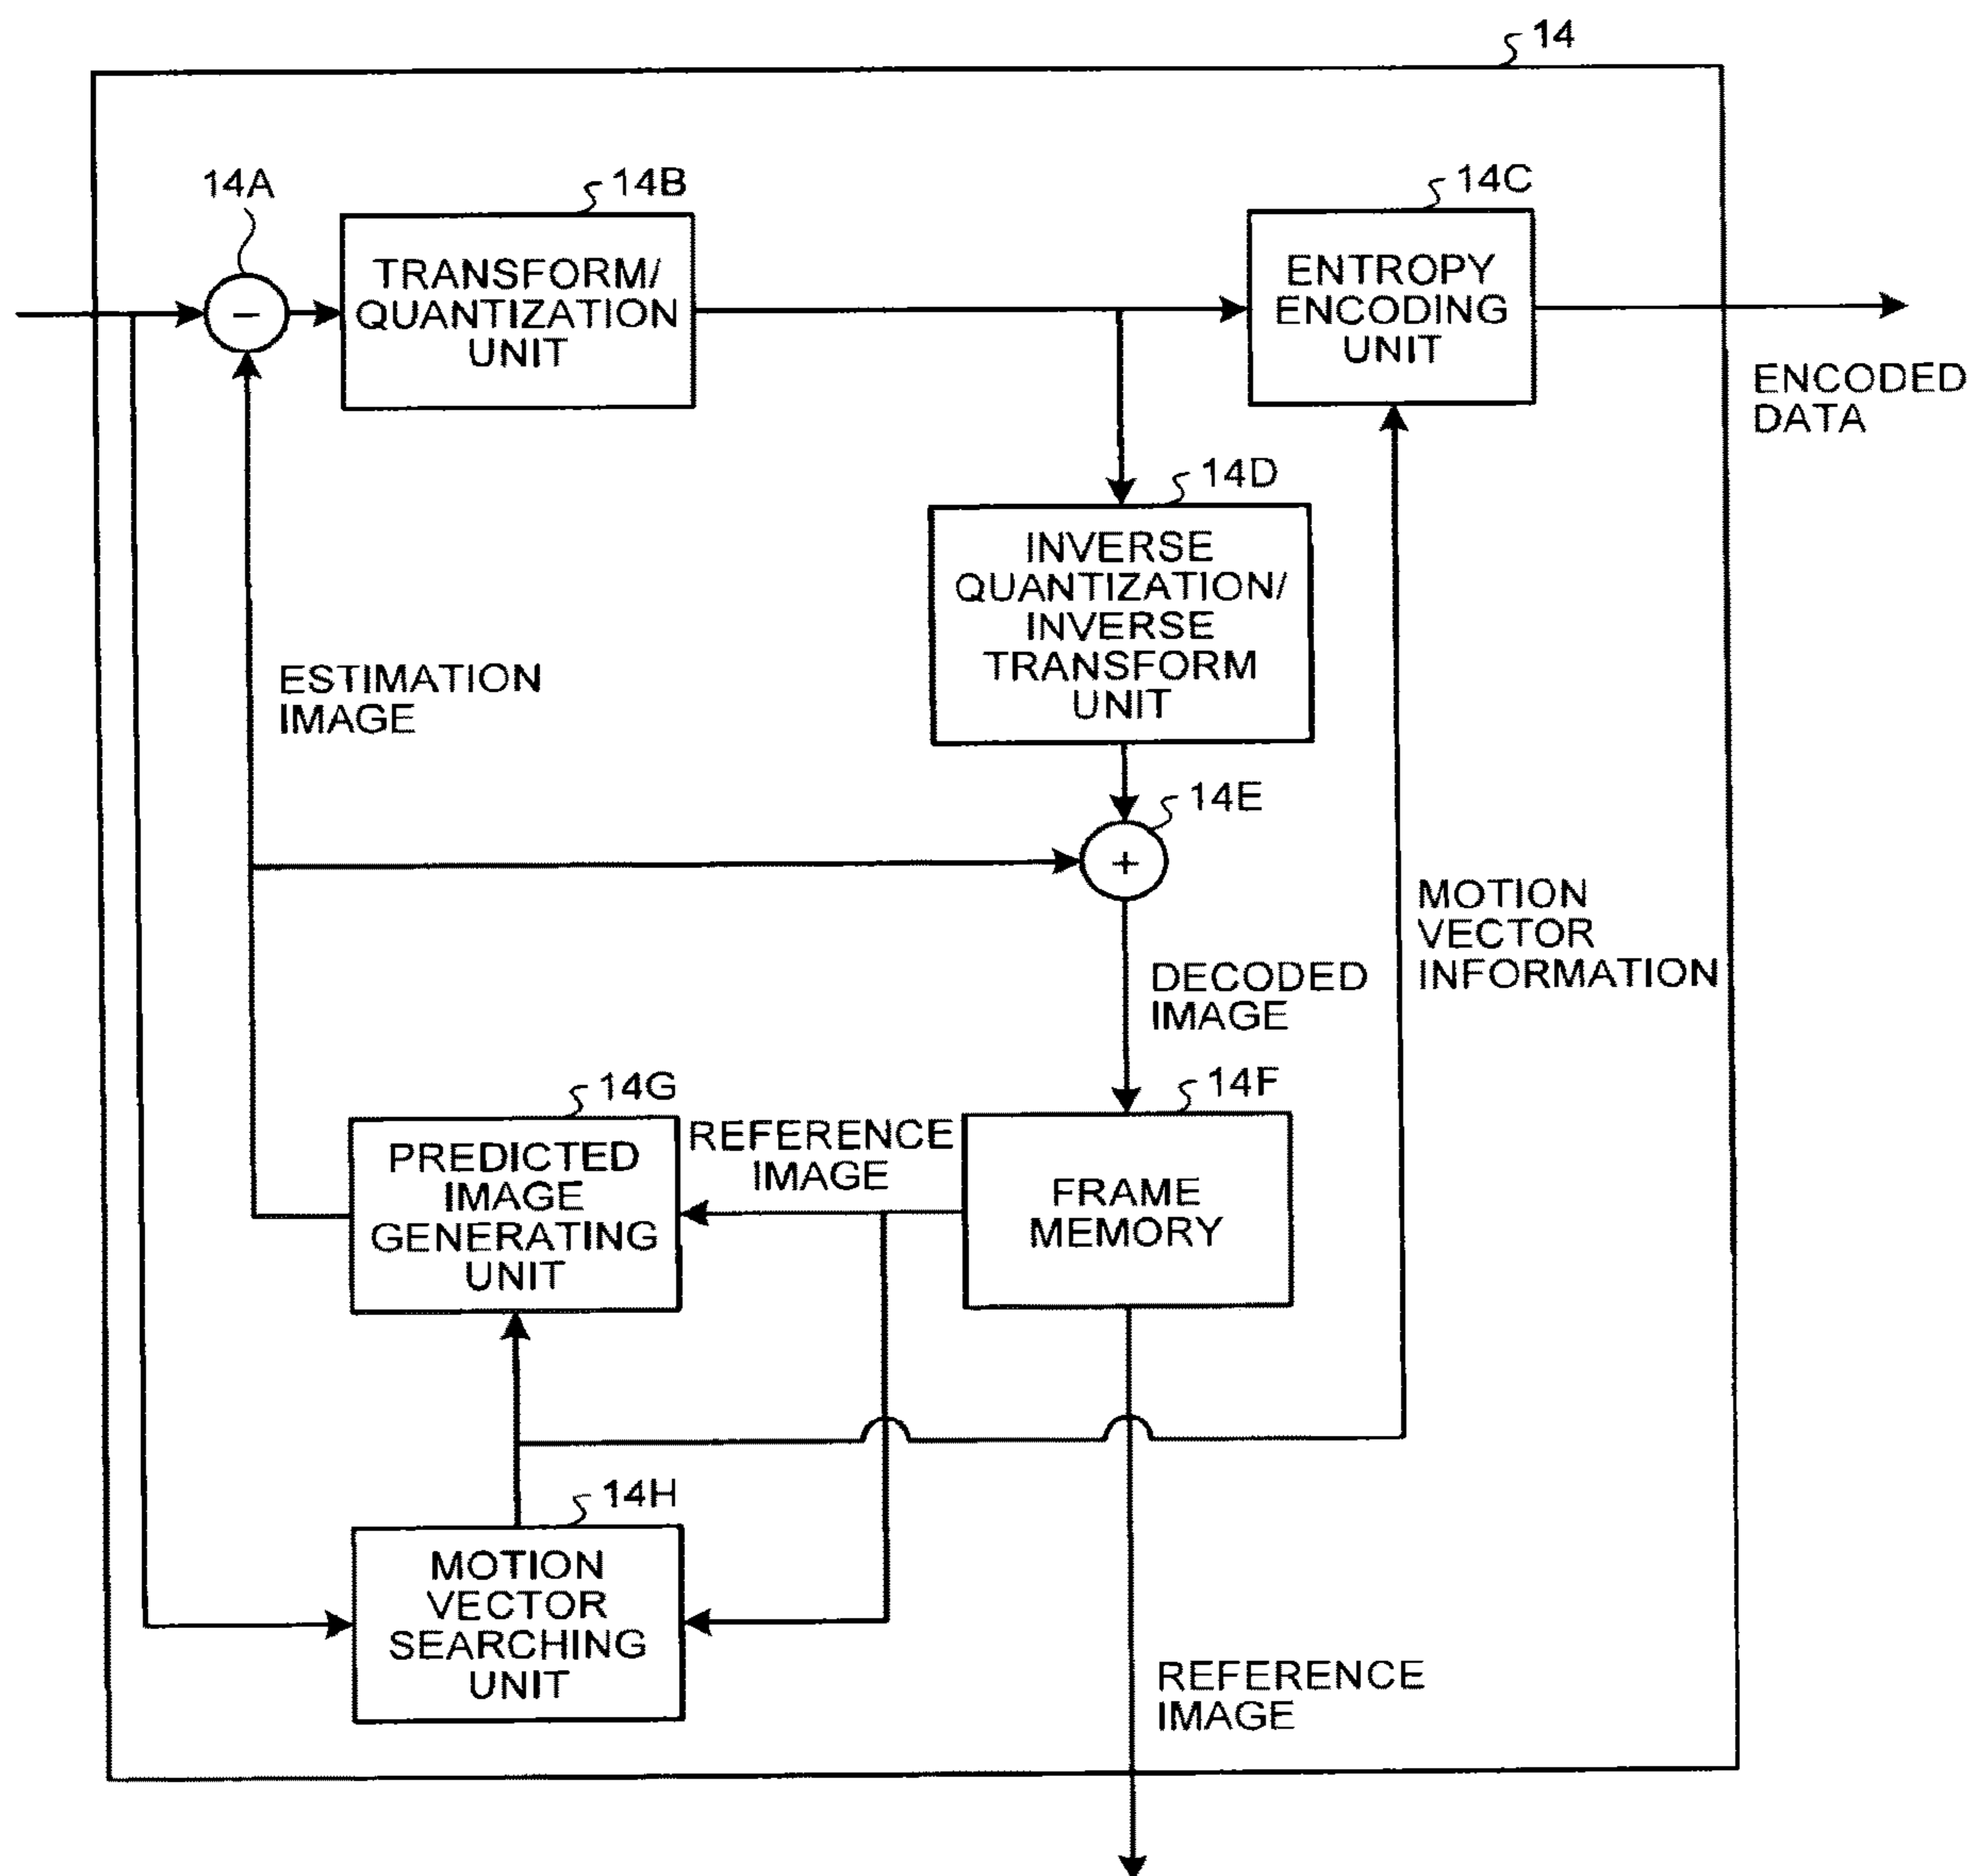 14
14A
14B
14C
TRANSFORM/
QUANTIZATION
UNIT
ENTROPY
ENCODING
UNIT
−
ENCODED
DATA
14D
INVERSE
QUANTIZATION/
INVERSE
TRANSFORM
UNIT
ESTIMATION
IMAGE
14E
+
MOTION
VECTOR
INFORMATION
DECODED
IMAGE
14G
14F
PREDICTED
IMAGE
GENERATING
UNIT
REFERENCE
IMAGE
FRAME
MEMORY
14H
MOTION
VECTOR
SEARCHING
UNIT
REFERENCE
IMAGE